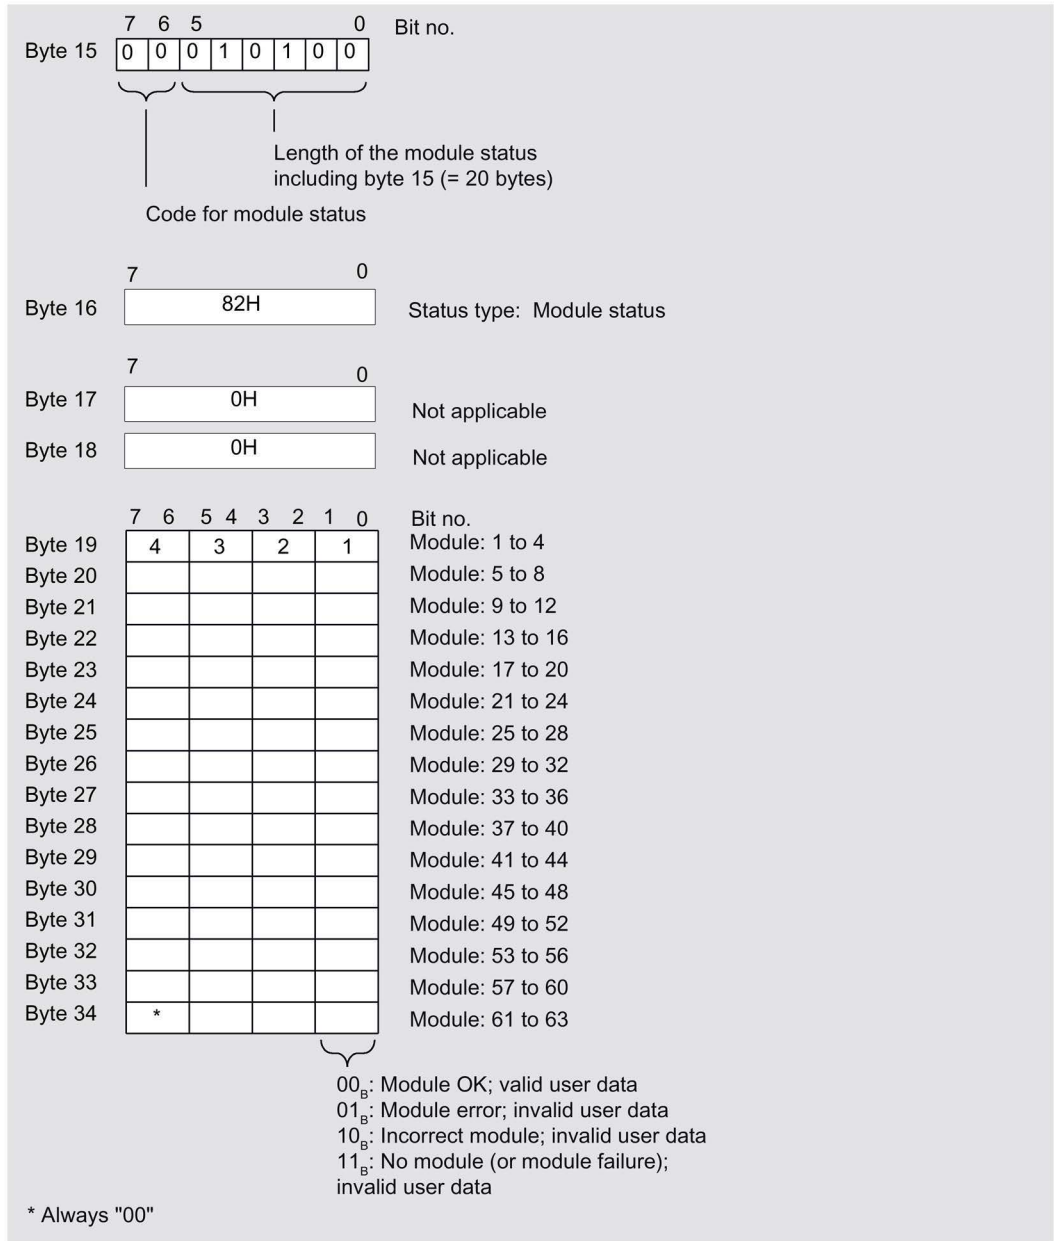 7 6 5 0 Bit no.
Byte 15 0 0 0 1 0 1 0 0
Length of the module status
including byte 15 (= 20 bytes)
Code for module status
7 0
Byte 16 82H Status type: Module status
7 0
Byte 17 0H Not applicable
Byte 18 0H Not applicable
7 6 5 4 3 2 1 0 Bit no.
Byte 19 4 3 2 1 Module: 1 to 4
Byte 20 Module: 5 to 8
Byte 21 Module: 9 to 12
Byte 22 Module: 13 to 16
Byte 23 Module: 17 to 20
Byte 24 Module: 21 to 24
Byte 25 Module: 25 to 28
Byte 26 Module: 29 to 32
Byte 27 Module: 33 to 36
Byte 28 Module: 37 to 40
Byte 29 Module: 41 to 44
Byte 30 Module: 45 to 48
Byte 31 Module: 49 to 52
Byte 32 Module: 53 to 56
Byte 33 Module: 57 to 60
Byte 34 * Module: 61 to 63
00B: Module OK; valid user data
01B: Module error; invalid user data
10B: Incorrect module; invalid user data
11B: No module (or module failure);
invalid user data
* Always "00"